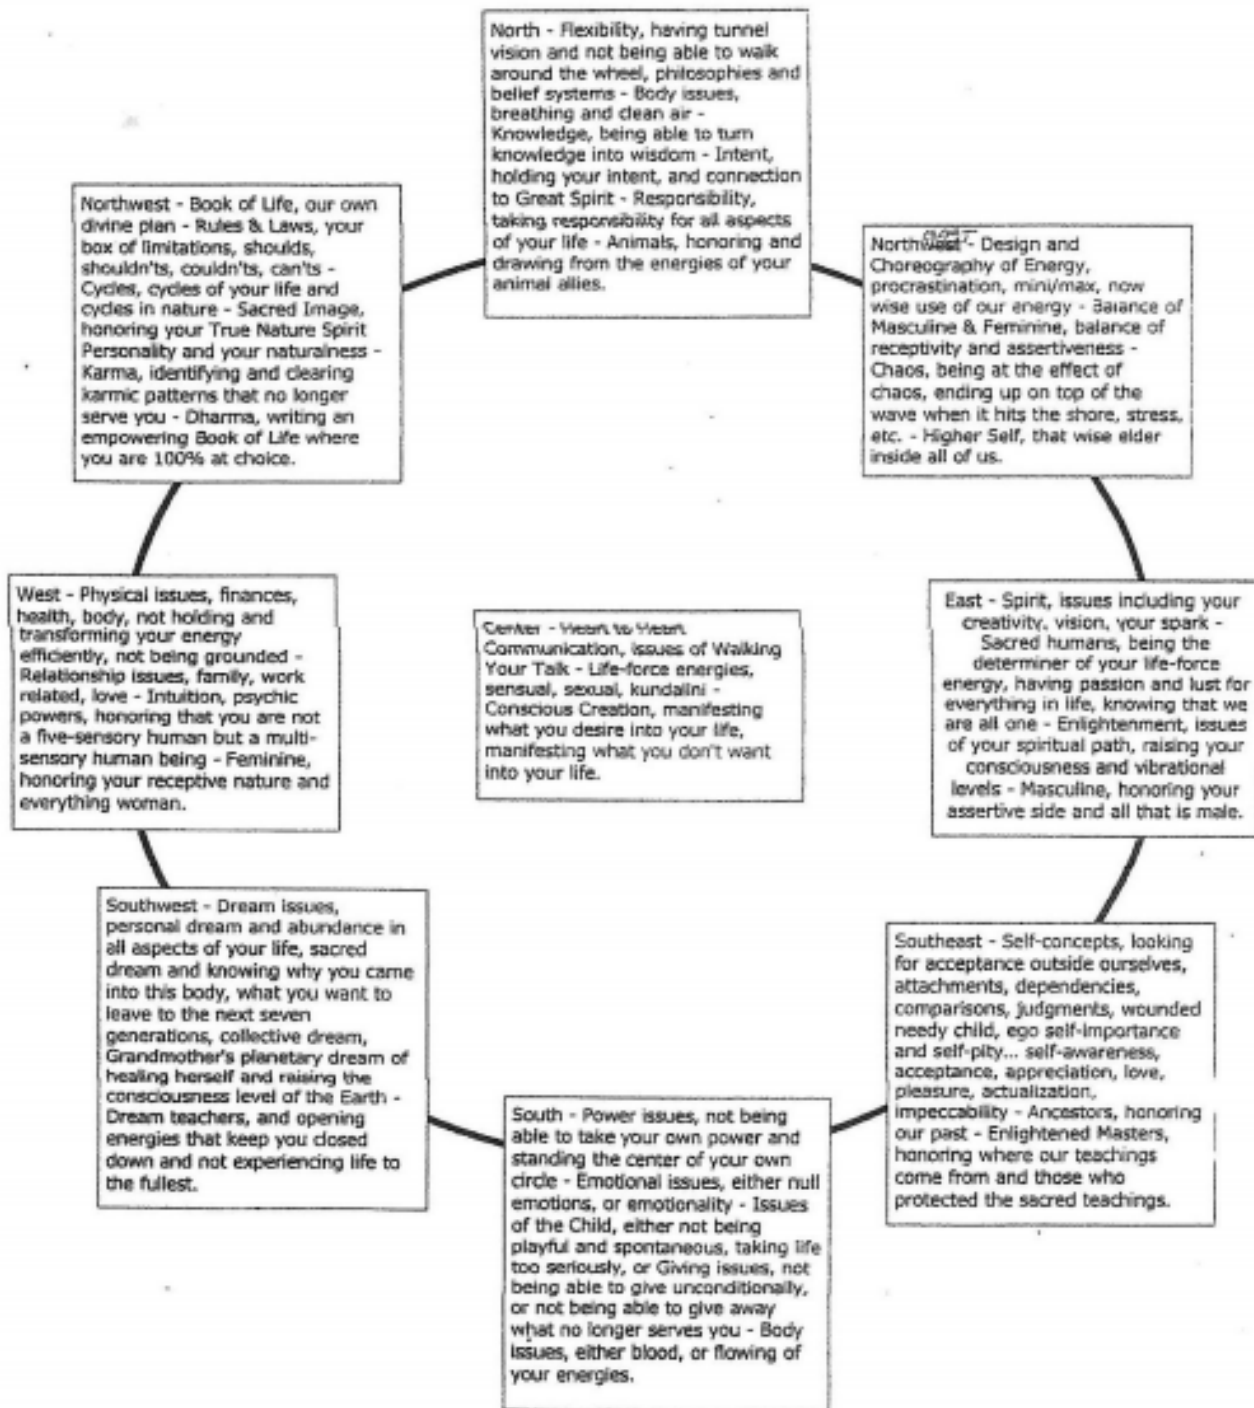 North - Flexibility, having tunnel
vision and not being able to walk
around the wheel, philosophies and
belief systems - Body issues,
breathing and clean air -
Knowledge, being able to turn
knowledge into wisdom - Intent,
holding your intent, and connection
to Great Spirit - Responsibility,
taking responsibility for all aspects
of your life - Animals, honoring and
drawing from the energies of your
animal allies.
Northwest - Book of Life, our own
divine plan - Rules & Laws, your
box of limitations, shoulds,
shouldn'ts, couldn'ts, can'ts -
Cycles, cycles of your life and
cycles in nature - Sacred Image,
honoring your True Nature Spirit
Personality and your naturalness -
Karma, identifying and clearing
karmic patterns that no longer
serve you - Dharma, writing an
empowering Book of Life where
you are 100% at choice.
Northwest - Design and
Choreography of Energy,
procrastination, mini/max, now
wise use of our energy - Balance of
Masculine & Feminine, balance of
receptivity and assertiveness -
Chaos, being at the effect of
chaos, ending up on top of the
wave when it hits the shore, stress,
etc. - Higher Self, that wise elder
inside all of us.
West - Physical issues, finances,
health, body, not holding and
transforming your energy
efficiently, not being grounded -
Relationship issues, family, work
related, love - Intuition, psychic
powers, honoring that you are not
a five-sensory human but a multi-
sensory human being - Feminine,
honoring your receptive nature and
everything woman.
Center - Heart to Heart
Communication, issues of Walking
Your Talk - Life-force energies,
sensual, sexual, kundalini -
Conscious Creation, manifesting
what you desire into your life,
manifesting what you don't want
into your life.
East - Spirit, issues including your
creativity, vision, your spark -
Sacred humans, being the
determiner of your life-force
energy, having passion and lust for
everything in life, knowing that we
are all one - Enlightenment, issues
of your spiritual path, raising your
consciousness and vibrational
levels - Masculine, honoring your
assertive side and all that is male.
Southwest - Dream issues,
personal dream and abundance in
all aspects of your life, sacred
dream and knowing why you came
into this body, what you want to
leave to the next seven
generations, collective dream,
Grandmother's planetary dream of
healing herself and raising the
consciousness level of the Earth -
Dream teachers, and opening
energies that keep you closed
down and not experiencing life to
the fullest.
South - Power issues, not being
able to take your own power and
standing the center of your own
circle - Emotional issues, either null
emotions, or emotionality - Issues
of the Child, either not being
playful and spontaneous, taking life
too seriously, or Giving issues, not
being able to give unconditionally,
or not being able to give away
what no longer serves you - Body
issues, either blood, or flowing of
your energies.
Southeast - Self-concepts, looking
for acceptance outside ourselves,
attachments, dependencies,
comparisons, judgments, wounded
needy child, ego self-importance
and self-pity... self-awareness,
acceptance, appreciation, love,
pleasure, actualization,
impeccability - Ancestors, honoring
our past - Enlightened Masters,
honoring where our teachings
come from and those who
protected the sacred teachings.